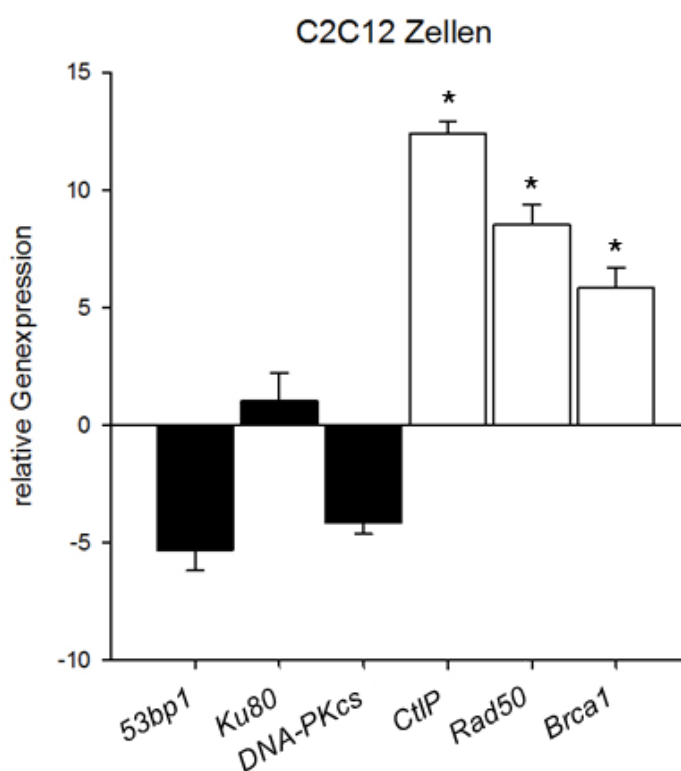 C2C12 Zellen
relative Genexpression
15
10
5
0
-5
-10
*
*
*
53bp1
Ku80
DNA-PKcs
CtIP
Rad50
Brca1